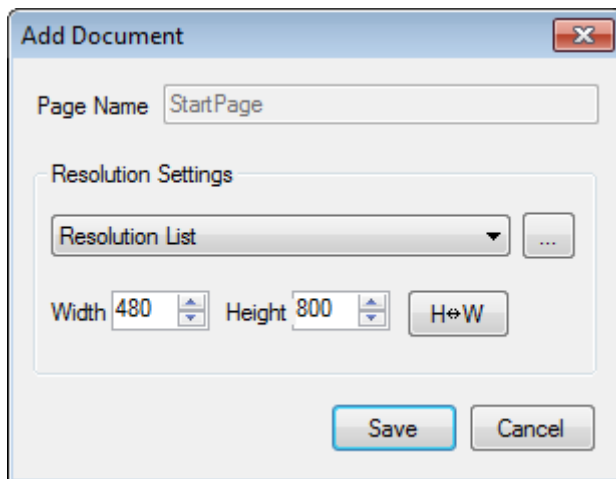 Add Document
Page Name StartPage
Resolution Settings
Resolution List ...
Width 480 Height 800 H⇔W
Save Cancel